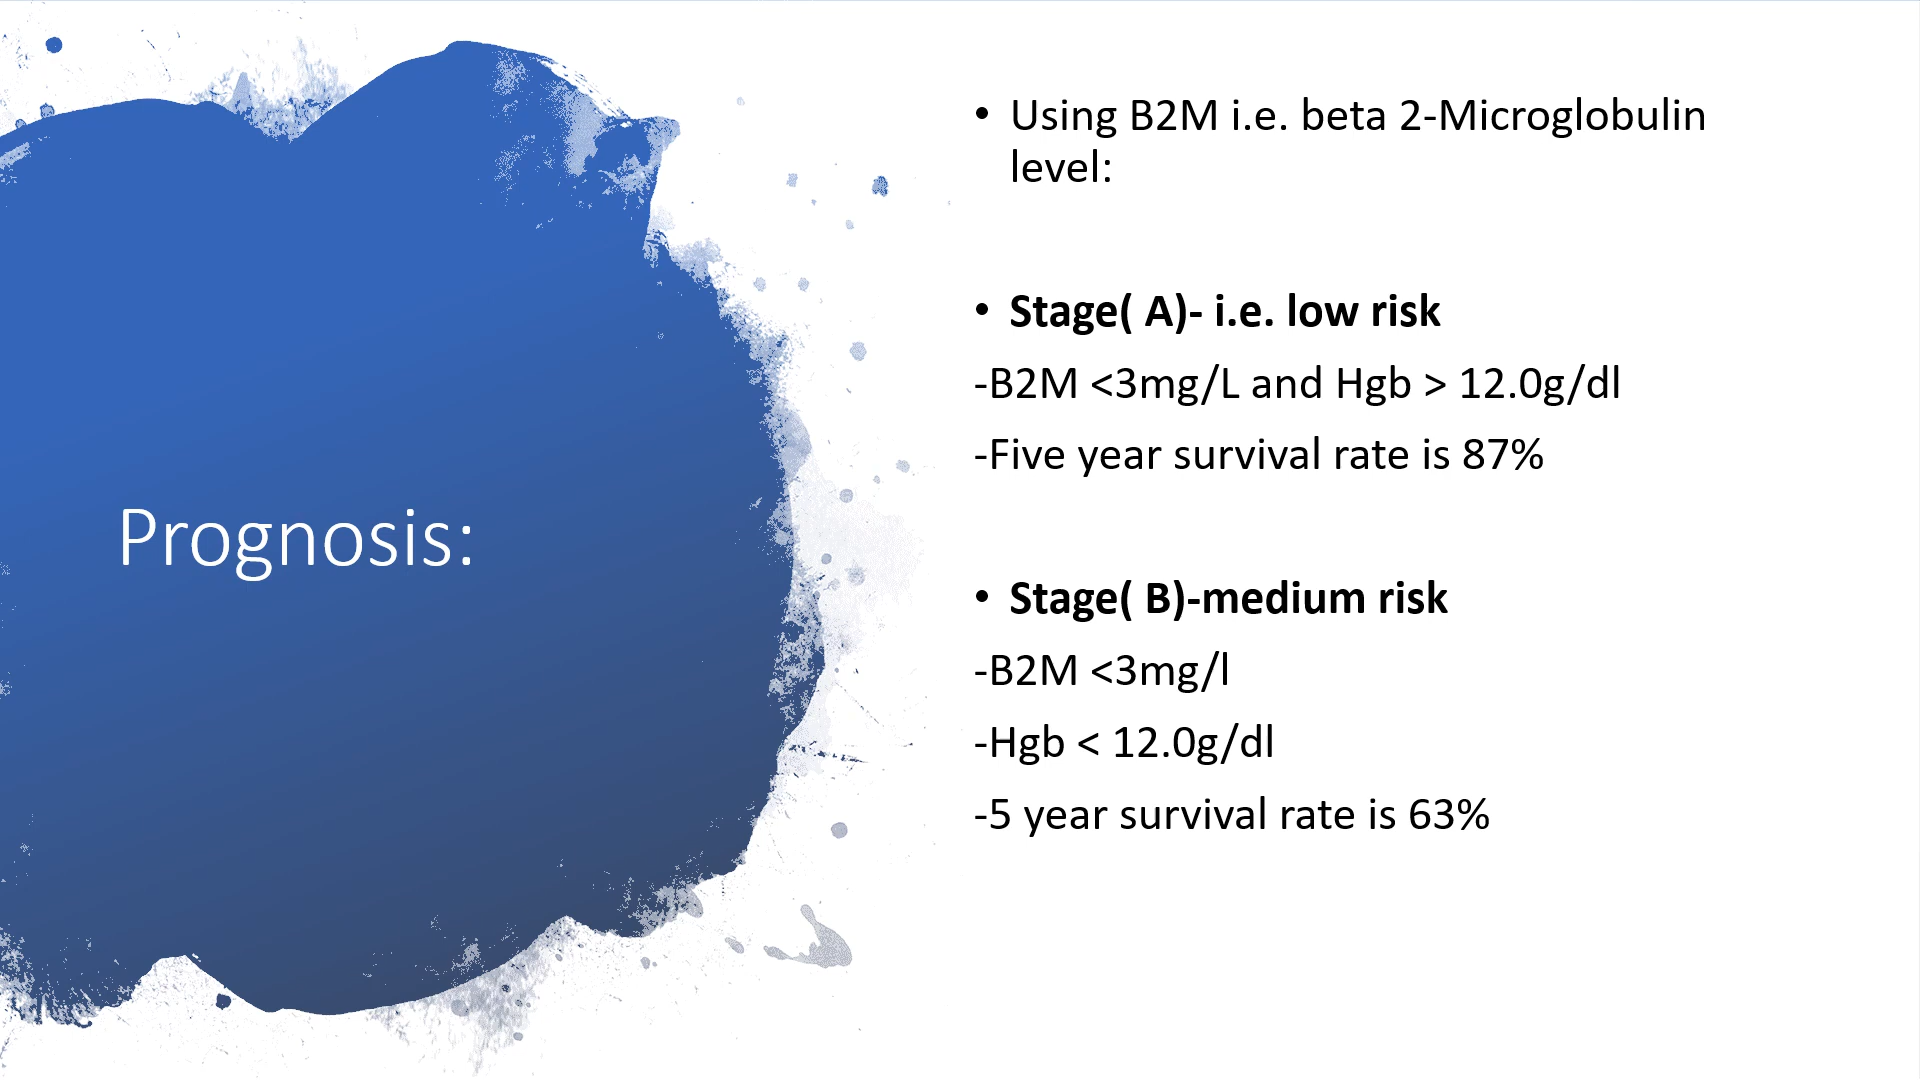 Prognosis:
• Using B2M i.e. beta 2-Microglobulin
level:
• Stage( A)- i.e. low risk
-B2M <3mg/L and Hgb > 12.0g/dl
-Five year survival rate is 87%
• Stage( B)-medium risk
-B2M <3mg/l
-Hgb < 12.0g/dl
-5 year survival rate is 63%